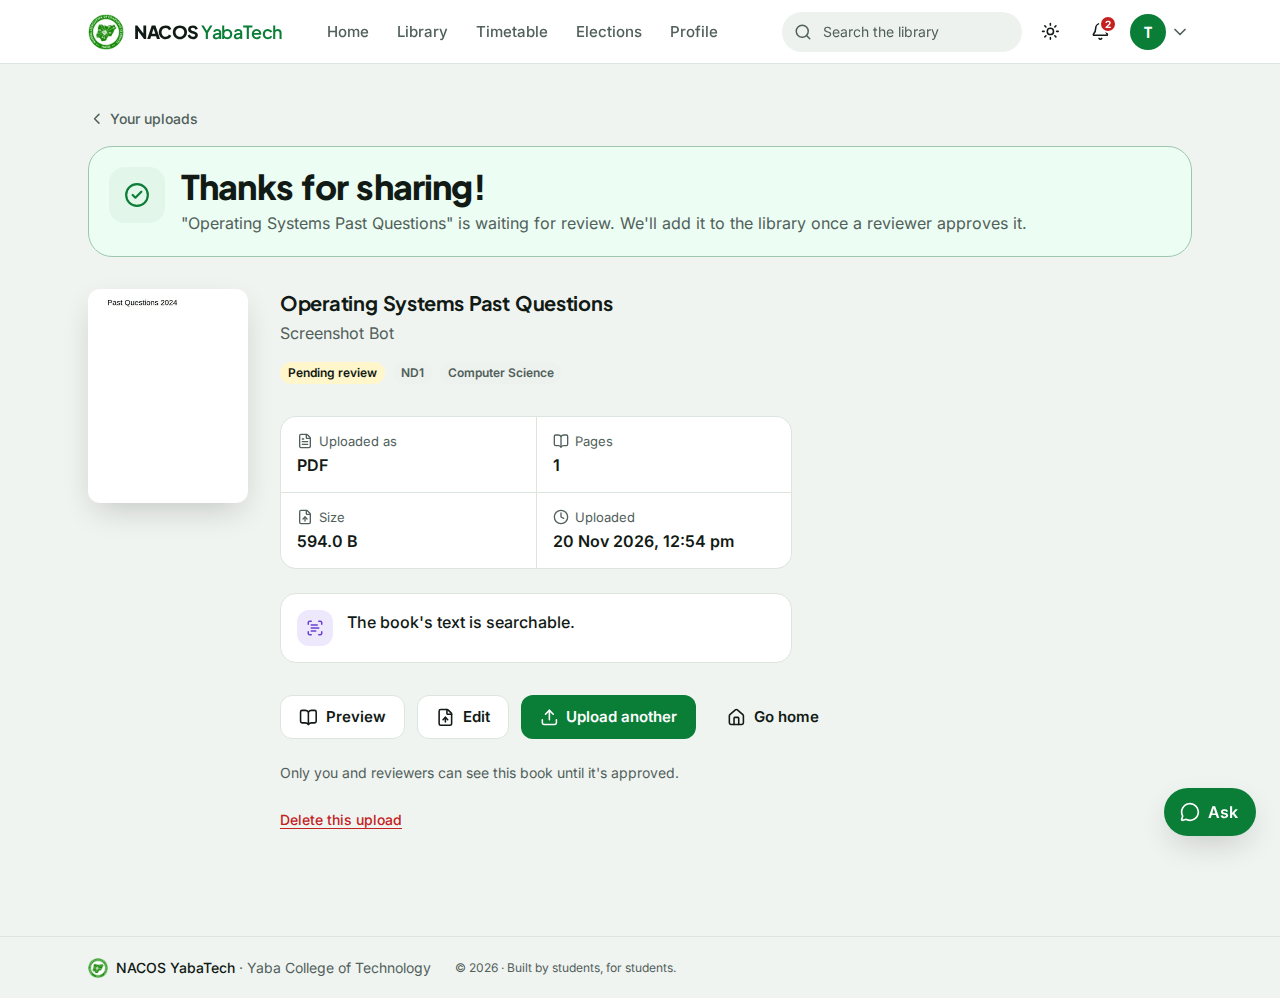 NACOS YabaTech
Home
Library
Timetable
Elections
Profile
Search the library
2
T
Your uploads
Thanks for sharing!
"Operating Systems Past Questions" is waiting for review. We'll add it to the library once a reviewer approves it.
Past Questions 2024
Operating Systems Past Questions
Screenshot Bot
Pending review
ND1
Computer Science
Uploaded as
PDF
Pages
1
Size
594.0 B
Uploaded
20 Nov 2026, 12:54 pm
The book's text is searchable.
Preview
Edit
Upload another
Go home
Only you and reviewers can see this book until it's approved.
Delete this upload
Ask
NACOS YabaTech · Yaba College of Technology
© 2026 · Built by students, for students.